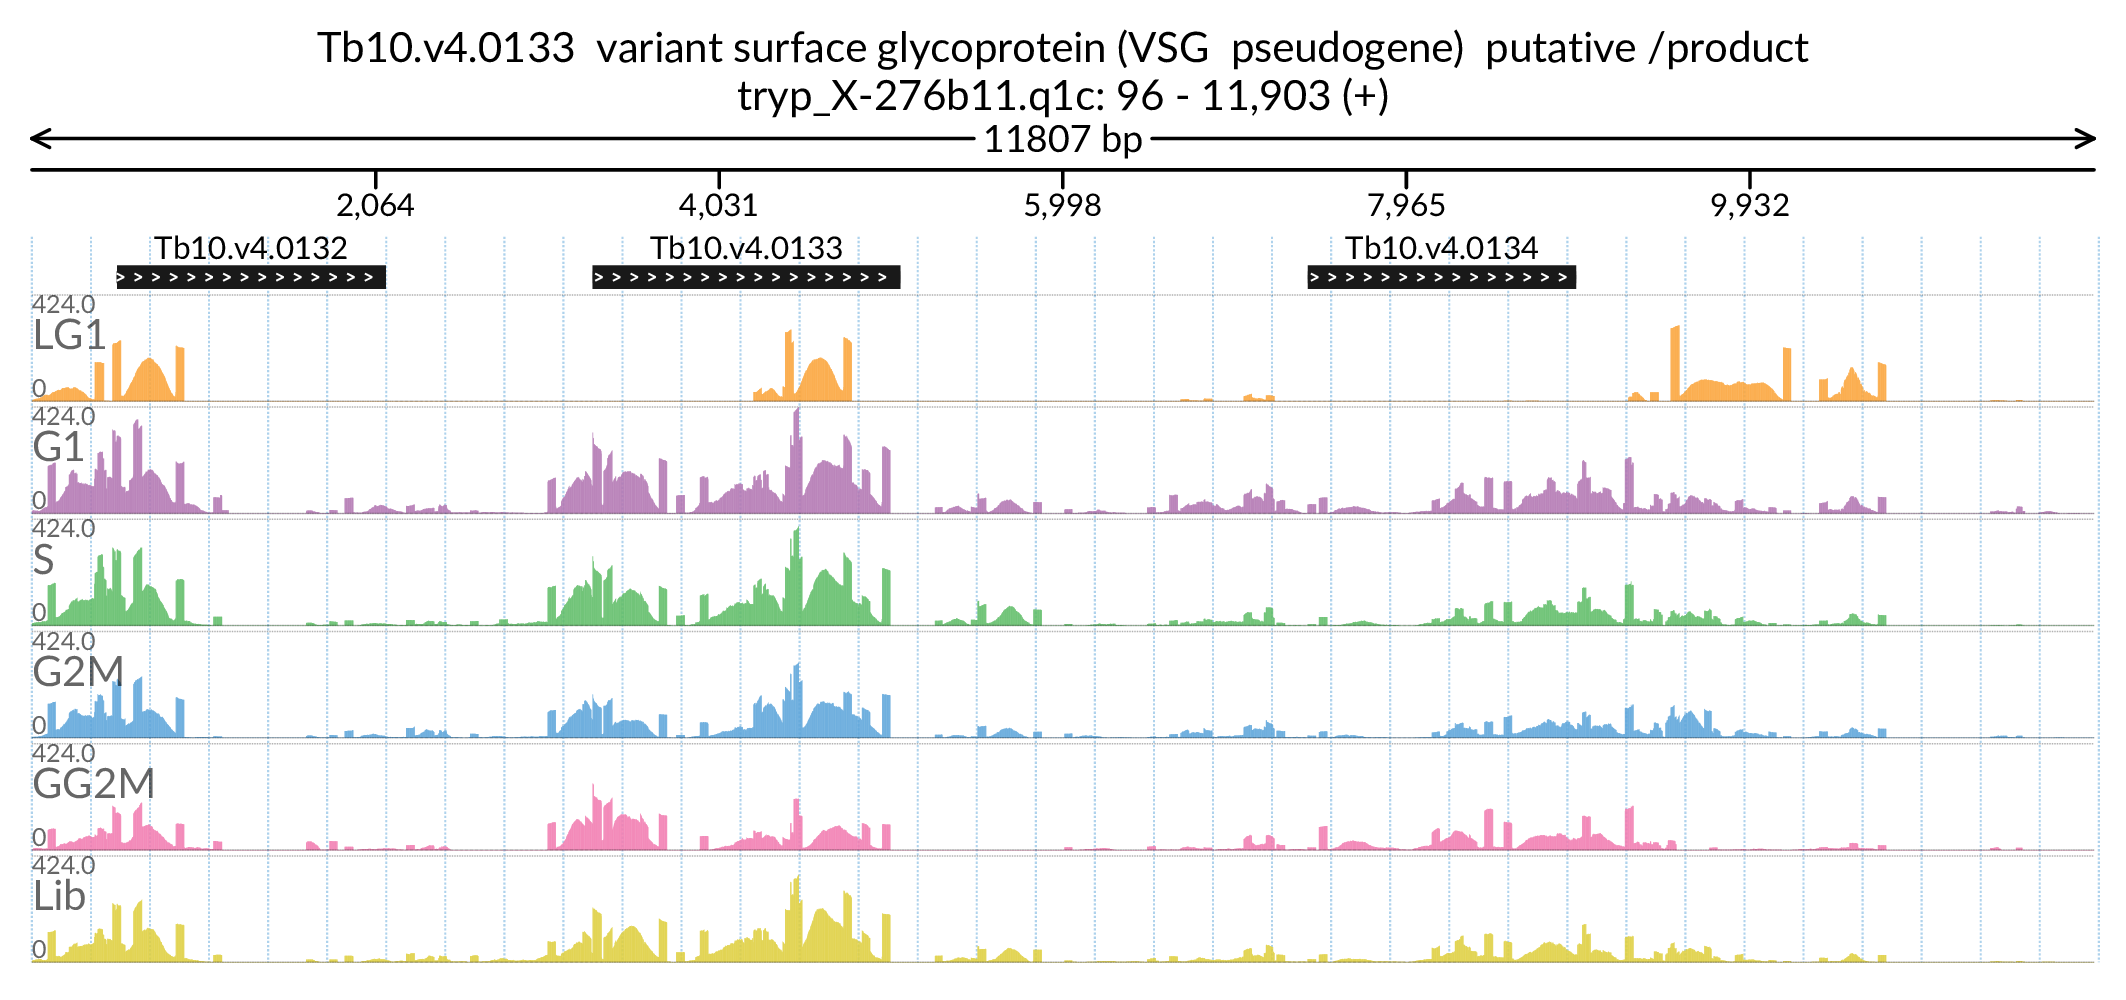 Tb10.v4.0133  variant surface glycoprotein (VSG  pseudogene)  putative /product
tryp_X-276b11.q1c: 96 - 11,903 (+)
11807 bp
2,064 4,031 5,998 7,965 9,932
Tb10.v4.0132 Tb10.v4.0133 Tb10.v4.0134
424.0
LG1
0
424.0
G1
0
424.0
S
0
424.0
G2M
0
424.0
GG2M
0
424.0
Lib
0